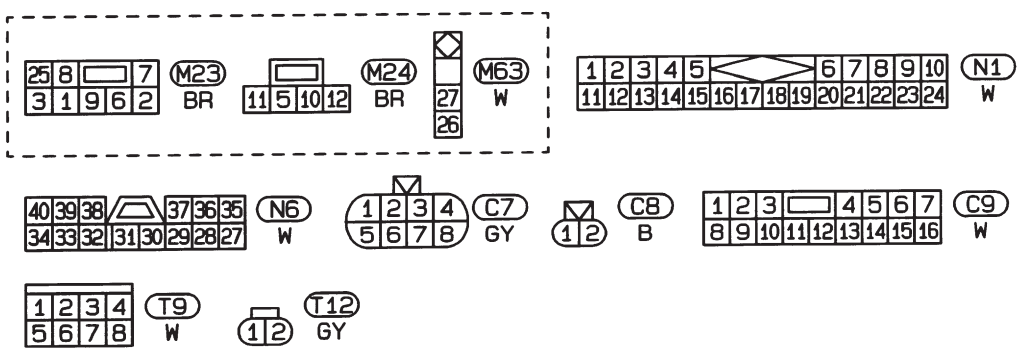 25 8 7 M23
3 1 9 6 2 BR
M24
11 5 10 12 BR
M63
27 W
26
1 2 3 4 5 6 7 8 9 10 N1
11 12 13 14 15 16 17 18 19 20 21 22 23 24 W
40 39 38 37 36 35 N6
34 33 32 31 30 29 28 27 W
1 2 3 4 C7
5 6 7 8 GY
C8
1 2 B
1 2 3 4 5 6 7 C9
8 9 10 11 12 13 14 15 16 W
1 2 3 4 T9
5 6 7 8 W
T12
1 2 GY